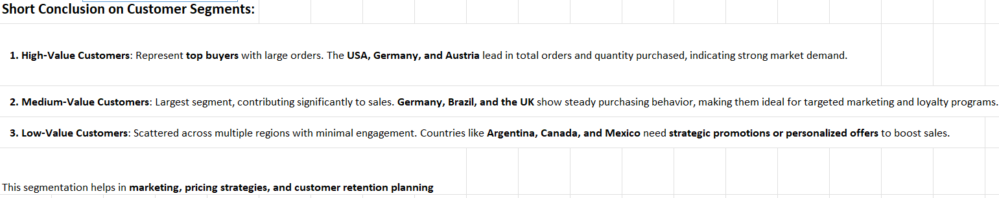 Short Conclusion on Customer Segments:
1. High-Value Customers: Represent top buyers with large orders. The USA, Germany, and Austria lead in total orders and quantity purchased, indicating strong market demand.
2. Medium-Value Customers: Largest segment, contributing significantly to sales. Germany, Brazil, and the UK show steady purchasing behavior, making them ideal for targeted marketing and loyalty programs.
3. Low-Value Customers: Scattered across multiple regions with minimal engagement. Countries like Argentina, Canada, and Mexico need strategic promotions or personalized offers to boost sales.
This segmentation helps in marketing, pricing strategies, and customer retention planning